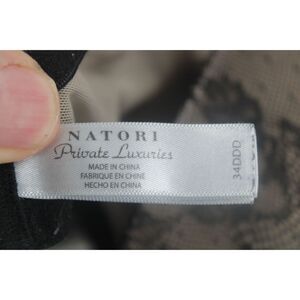 NATORI
Private Luxuries
MADE IN CHINA
FABRIQUE EN CHINE
HECHO EN CHINA
34DDD